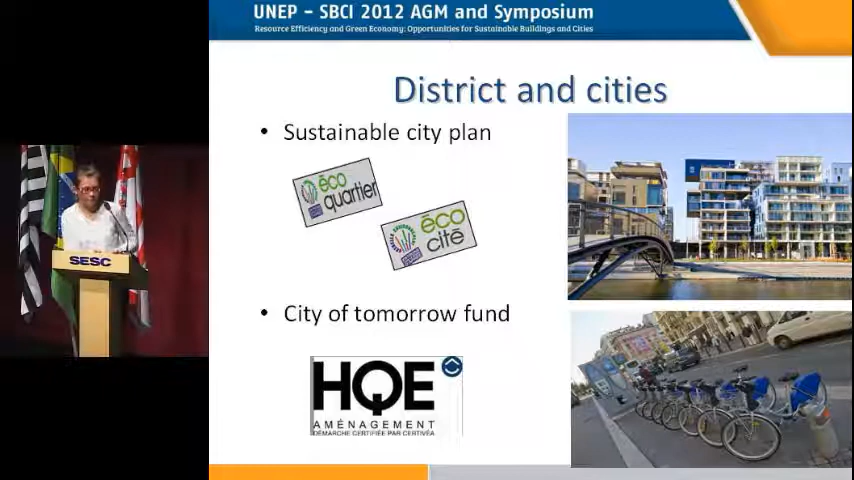 UNEP – SBCI 2012 AGM and Symposium
Resource Efficiency and Green Economy: Opportunities for Sustainable Buildings and Cities
District and cities
• Sustainable city plan
éco
quartier
éco
cité
• City of tomorrow fund
HQE
AMÉNAGEMENT
DÉMARCHE CERTIFIÉE PAR CERTIVÉA
SESC